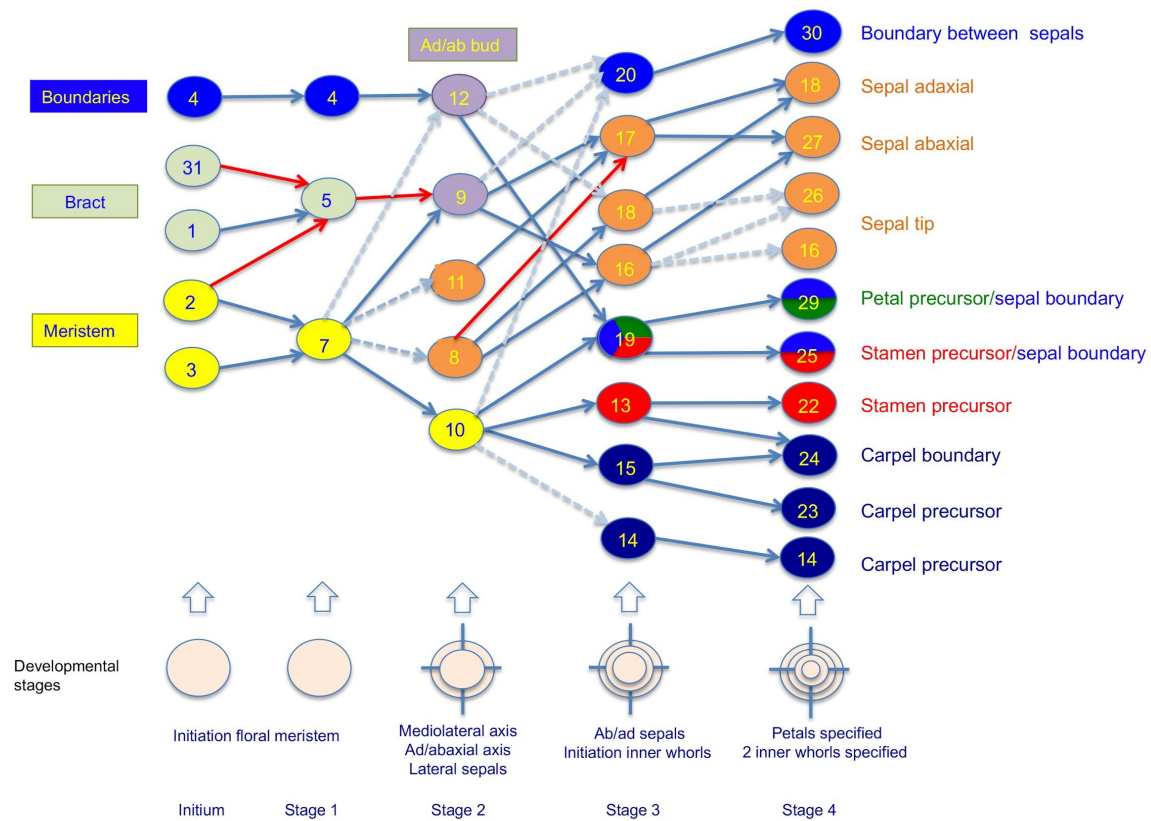 Ad/ab bud
30
Boundary between sepals
20
Boundaries
4
4
12
18
Sepal adaxial
17
27
Sepal abaxial
31
Bract
5
9
26
18
Sepal tip
1
16
16
11
2
29
Petal precursor/sepal boundary
Meristem
7
19
8
25
Stamen precursor/sepal boundary
3
13
22
Stamen precursor
10
15
24
Carpel boundary
23
Carpel precursor
14
14
Carpel precursor
Developmental
stages
Initiation floral meristem
Mediolateral axis
Ad/abaxial axis
Lateral sepals
Ab/ad sepals
Initiation inner whorls
Petals specified
2 inner whorls specified
Initium
Stage 1
Stage 2
Stage 3
Stage 4